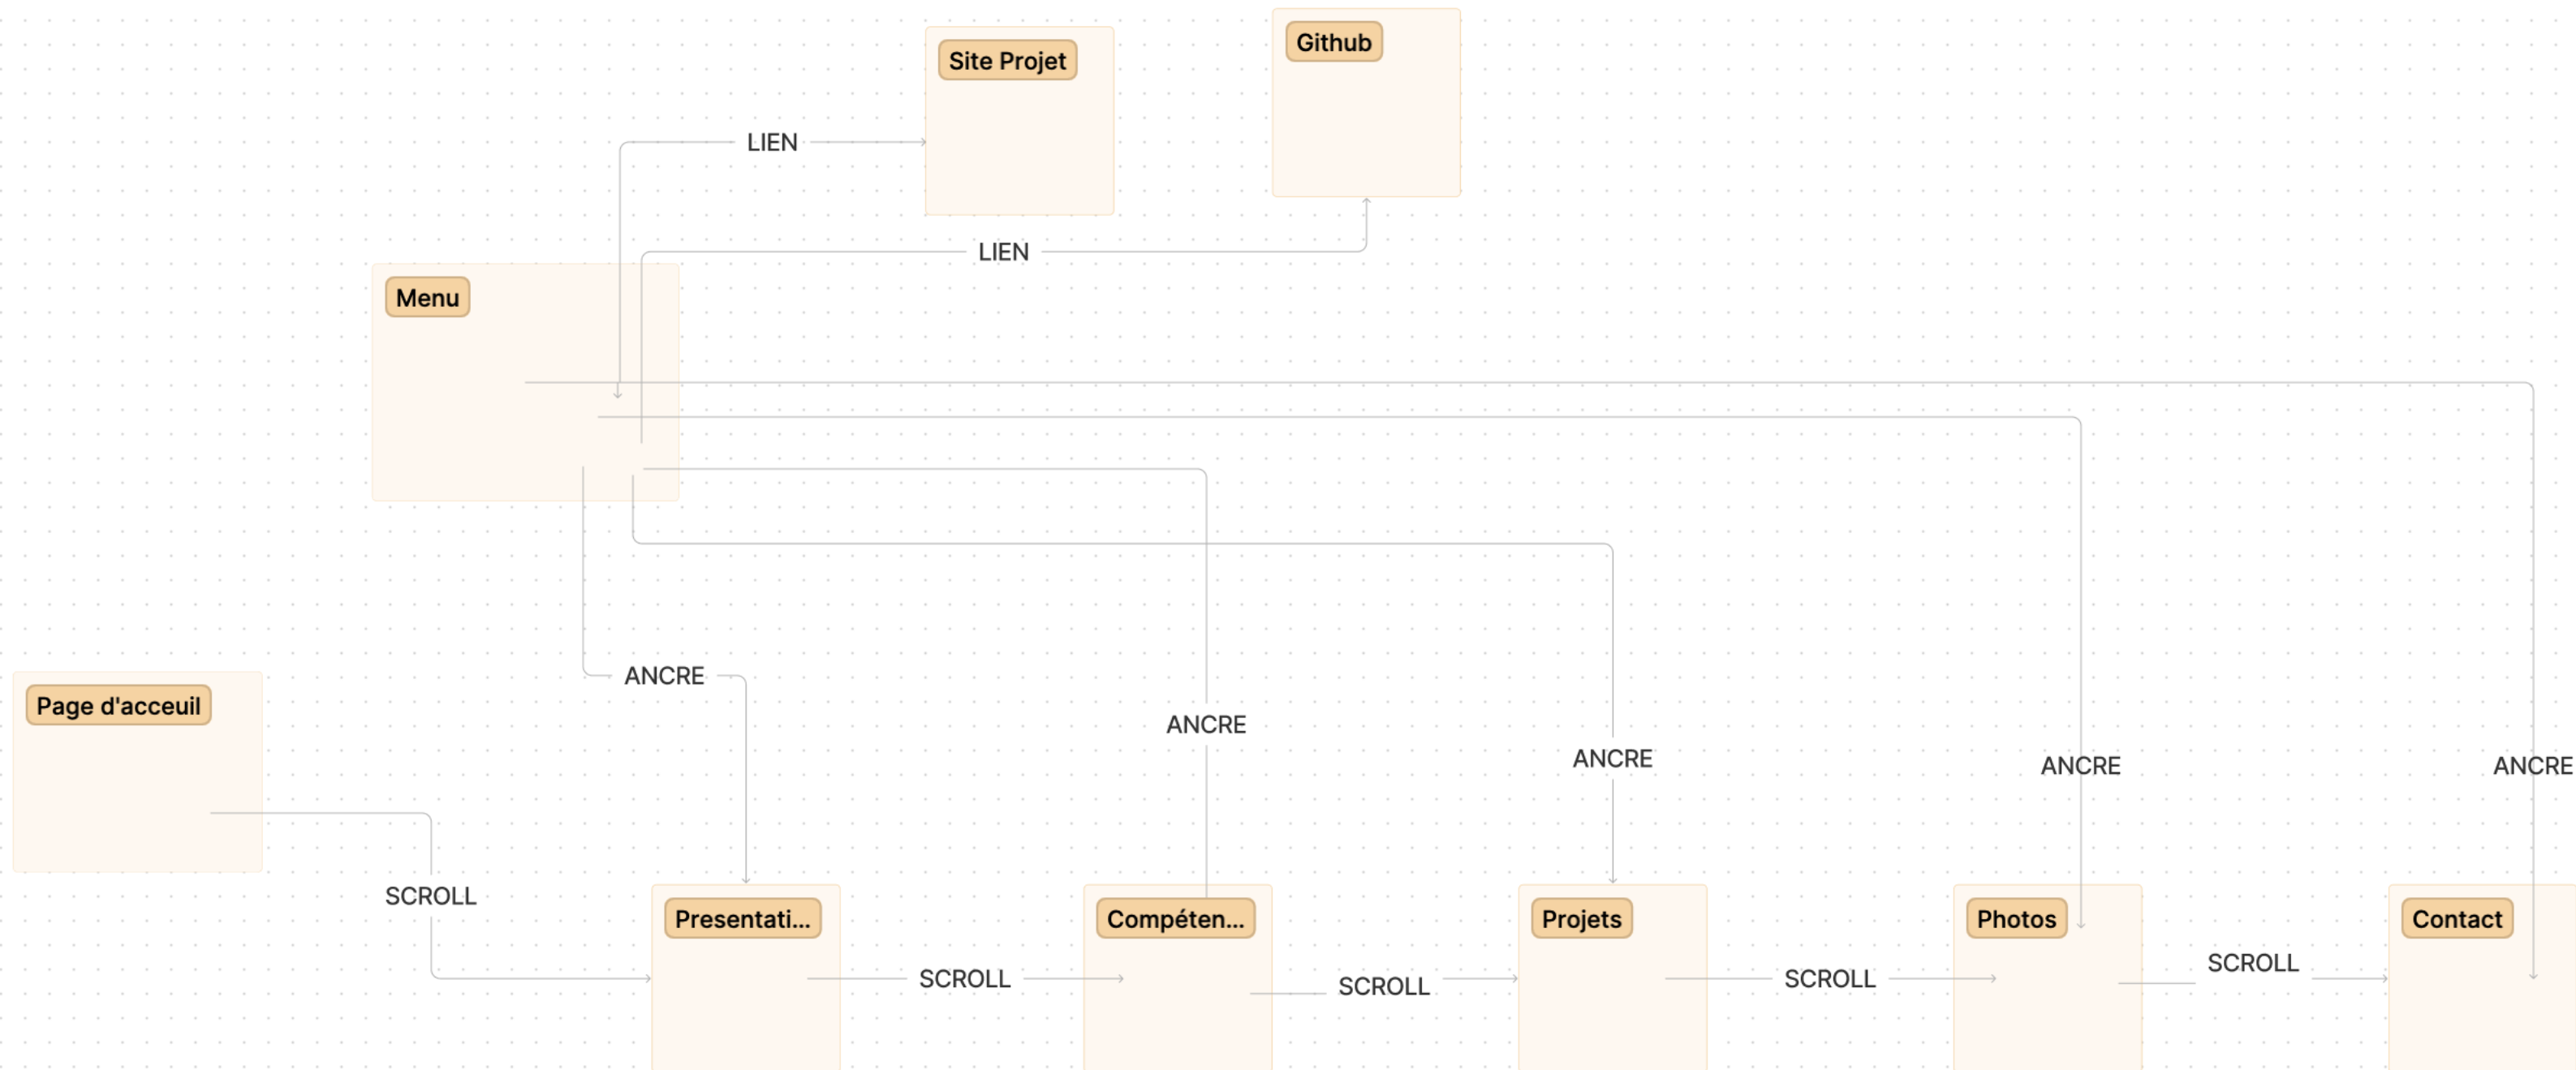 Github
Site Projet
LIEN
LIEN
Menu
ANCRE
Page d'acceuil
ANCRE
ANCRE
ANCRE
ANCRE
SCROLL
Presentati...
Compéten...
Projets
Photos
Contact
SCROLL
SCROLL
SCROLL
SCROLL